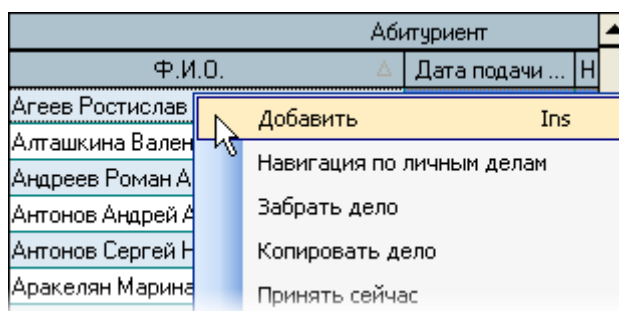 Абитуриент
Ф.И.О. Дата подачи ... Н
Агеев Ростислав
Добавить Ins
Алташкина Вален
Навигация по личным делам
Андреев Роман А
Забрать дело
Антонов Андрей А
Копировать дело
Антонов Сергей Н
Принять сейчас
Аракелян Марина